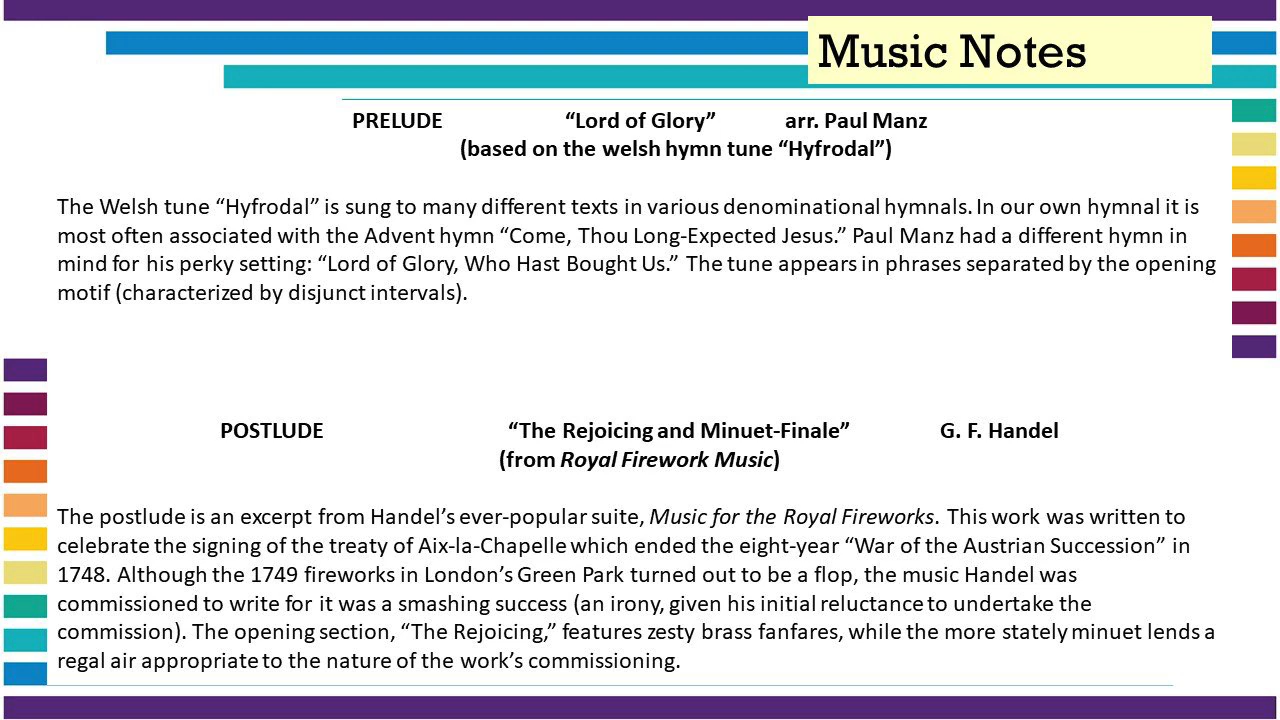 Music Notes
PRELUDE “Lord of Glory” arr. Paul Manz
(based on the welsh hymn tune “Hyfrodal”)
The Welsh tune “Hyfrodal” is sung to many different texts in various denominational hymnals. In our own hymnal it is
most often associated with the Advent hymn “Come, Thou Long-Expected Jesus.” Paul Manz had a different hymn in
mind for his perky setting: “Lord of Glory, Who Hast Bought Us.” The tune appears in phrases separated by the opening
motif (characterized by disjunct intervals).
POSTLUDE “The Rejoicing and Minuet-Finale” G. F. Handel
(from Royal Firework Music)
The postlude is an excerpt from Handel’s ever-popular suite, Music for the Royal Fireworks. This work was written to
celebrate the signing of the treaty of Aix-la-Chapelle which ended the eight-year “War of the Austrian Succession” in
1748. Although the 1749 fireworks in London’s Green Park turned out to be a flop, the music Handel was
commissioned to write for it was a smashing success (an irony, given his initial reluctance to undertake the
commission). The opening section, “The Rejoicing,” features zesty brass fanfares, while the more stately minuet lends a
regal air appropriate to the nature of the work’s commissioning.